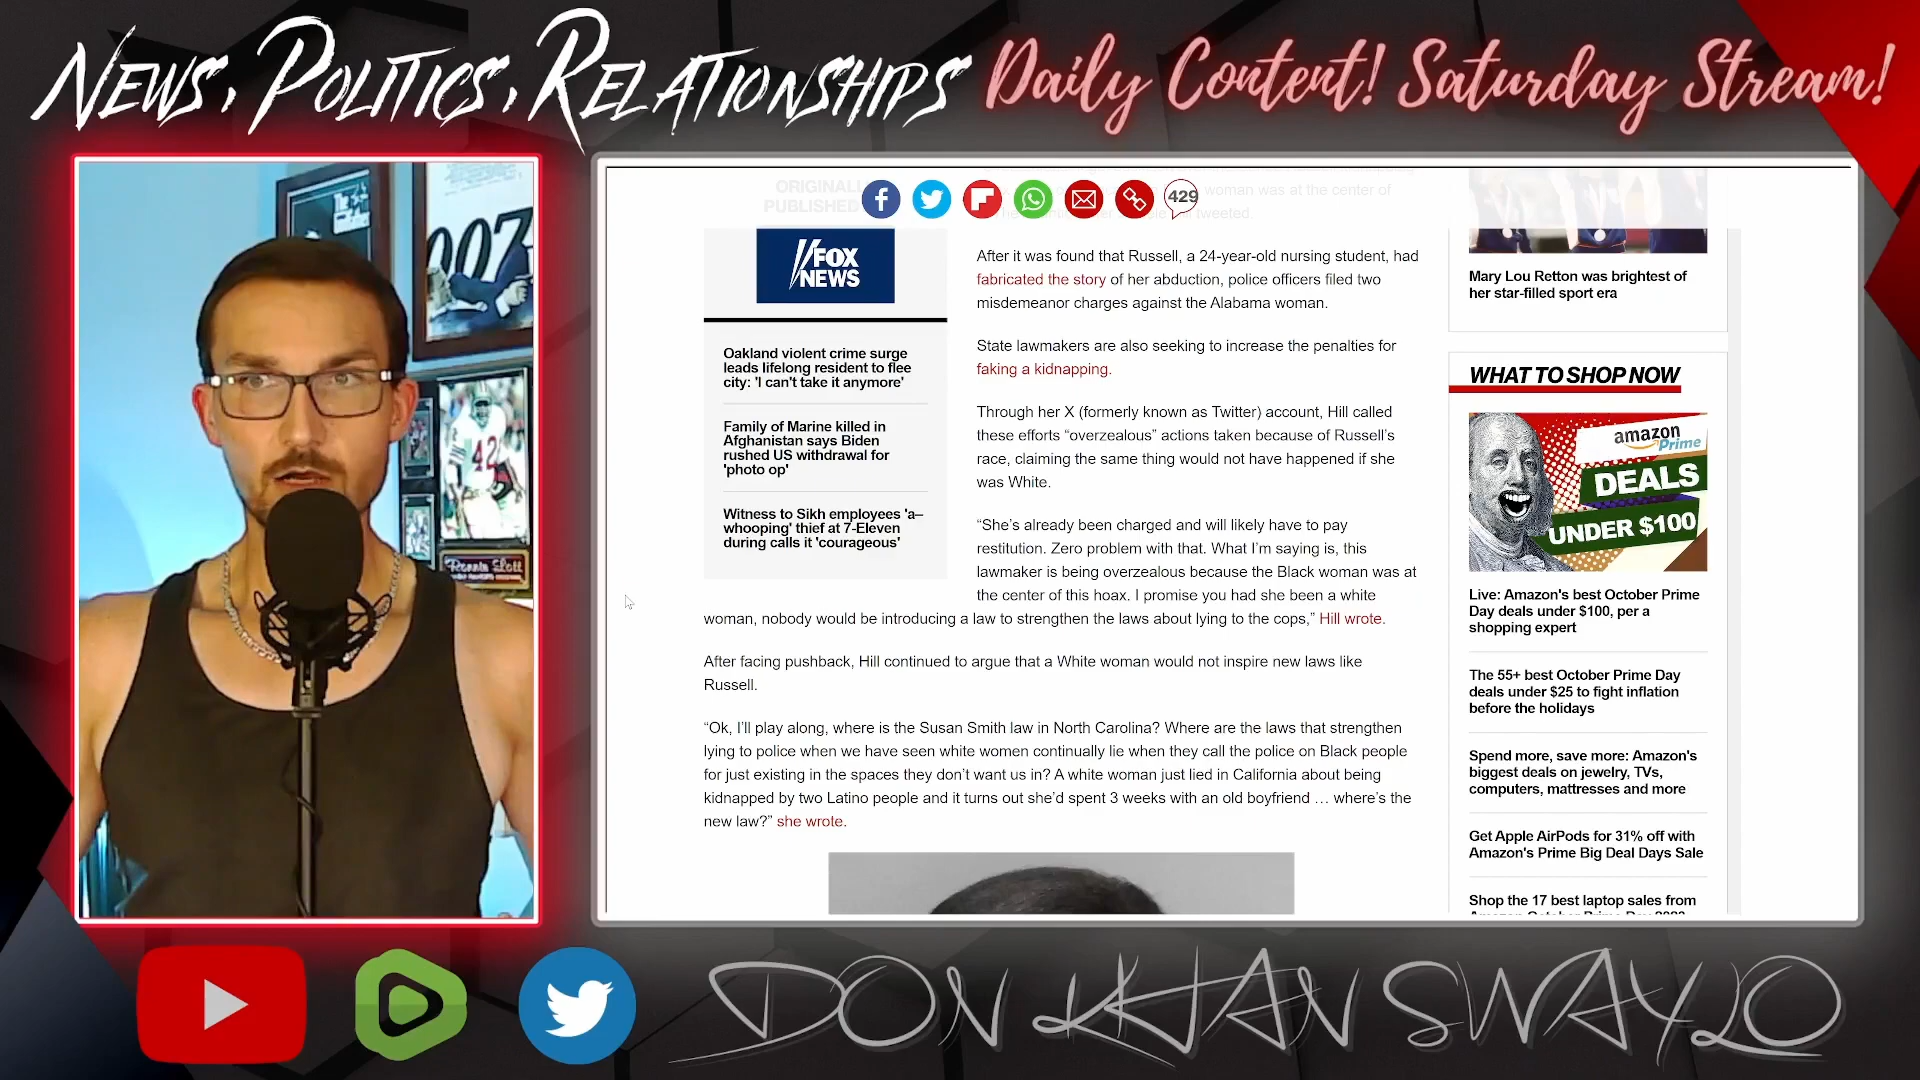 NEWS, POLITICS, RELATIONSHIPS
Daily Content! Saturday Stream!
007
42
Ronnie Lott
ORIGINALL
PUBLISHED
429
woman was at the center of
tweeted.
FOX
NEWS
Oakland violent crime surge
leads lifelong resident to flee
city: 'I can't take it anymore'
Family of Marine killed in
Afghanistan says Biden
rushed US withdrawal for
'photo op'
Witness to Sikh employees 'a–
whooping' thief at 7-Eleven
during calls it 'courageous'
After it was found that Russell, a 24-year-old nursing student, had
fabricated the story of her abduction, police officers filed two
misdemeanor charges against the Alabama woman.
State lawmakers are also seeking to increase the penalties for
faking a kidnapping.
Through her X (formerly known as Twitter) account, Hill called
these efforts “overzealous” actions taken because of Russell’s
race, claiming the same thing would not have happened if she
was White.
“She’s already been charged and will likely have to pay
restitution. Zero problem with that. What I’m saying is, this
lawmaker is being overzealous because the Black woman was at
the center of this hoax. I promise you had she been a white
woman, nobody would be introducing a law to strengthen the laws about lying to the cops,” Hill wrote.
After facing pushback, Hill continued to argue that a White woman would not inspire new laws like
Russell.
“Ok, I’ll play along, where is the Susan Smith law in North Carolina? Where are the laws that strengthen
lying to police when we have seen white women continually lie when they call the police on Black people
for just existing in the spaces they don’t want us in? A white woman just lied in California about being
kidnapped by two Latino people and it turns out she’d spent 3 weeks with an old boyfriend … where’s the
new law?” she wrote.
Mary Lou Retton was brightest of
her star-filled sport era
WHAT TO SHOP NOW
amazon
Prime
DEALS
UNDER $100
Live: Amazon's best October Prime
Day deals under $100, per a
shopping expert
The 55+ best October Prime Day
deals under $25 to fight inflation
before the holidays
Spend more, save more: Amazon's
biggest deals on jewelry, TVs,
computers, mattresses and more
Get Apple AirPods for 31% off with
Amazon's Prime Big Deal Days Sale
Shop the 17 best laptop sales from
Amazon October Prime Day 2023
DON KHAN SWAYLO